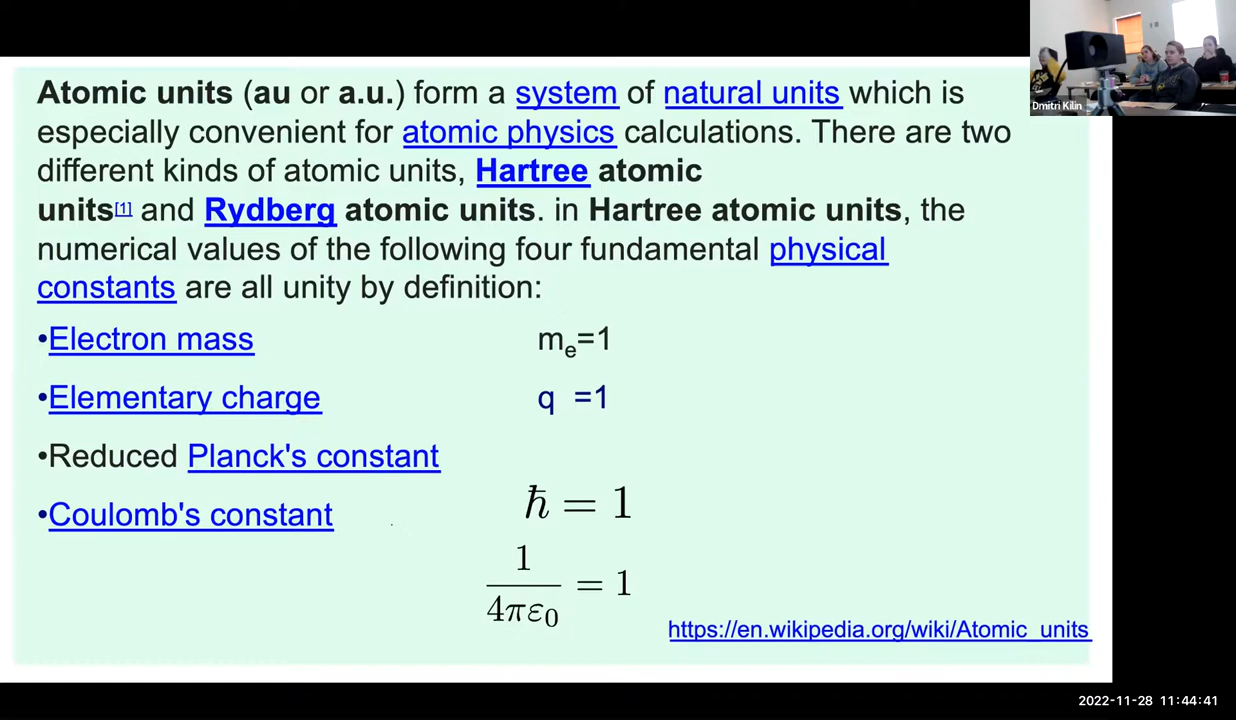 Dmitri Kilin
Atomic units (au or a.u.) form a system of natural units which is
especially convenient for atomic physics calculations. There are two
different kinds of atomic units, Hartree atomic
units[1] and Rydberg atomic units. in Hartree atomic units, the
numerical values of the following four fundamental physical
constants are all unity by definition:
•Electron mass mₑ=1
•Elementary charge q =1
•Reduced Planck's constant
ħ = 1
•Coulomb's constant
1
4πε₀ = 1
https://en.wikipedia.org/wiki/Atomic_units
2022-11-28 11:44:41